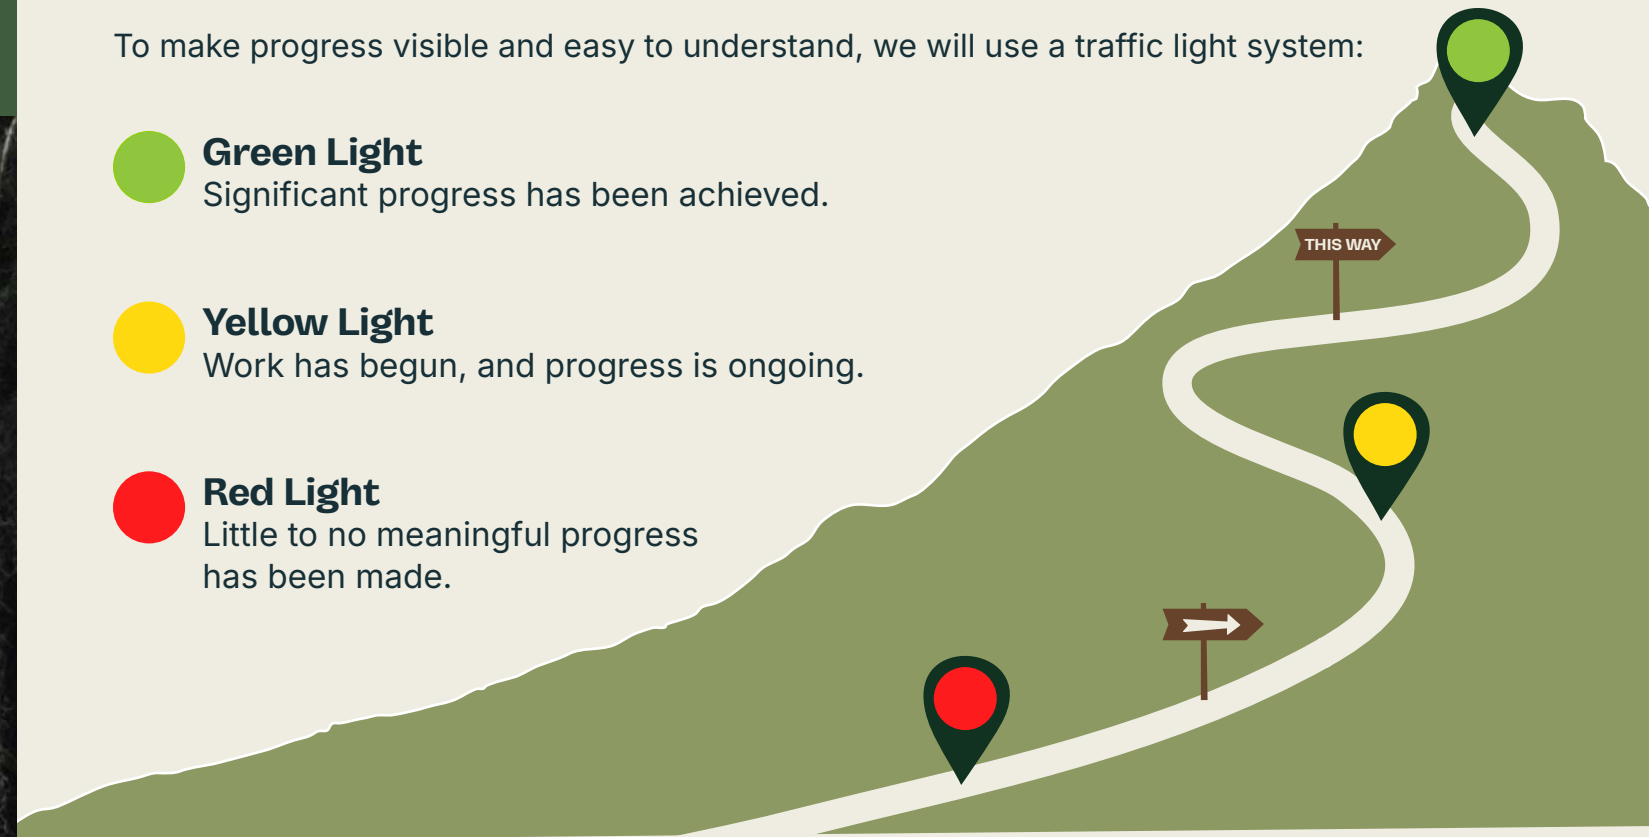 To make progress visible and easy to understand, we will use a traffic light system:
Green Light
Significant progress has been achieved.
Yellow Light
Work has begun, and progress is ongoing.
Red Light
Little to no meaningful progress
has been made.
THIS WAY